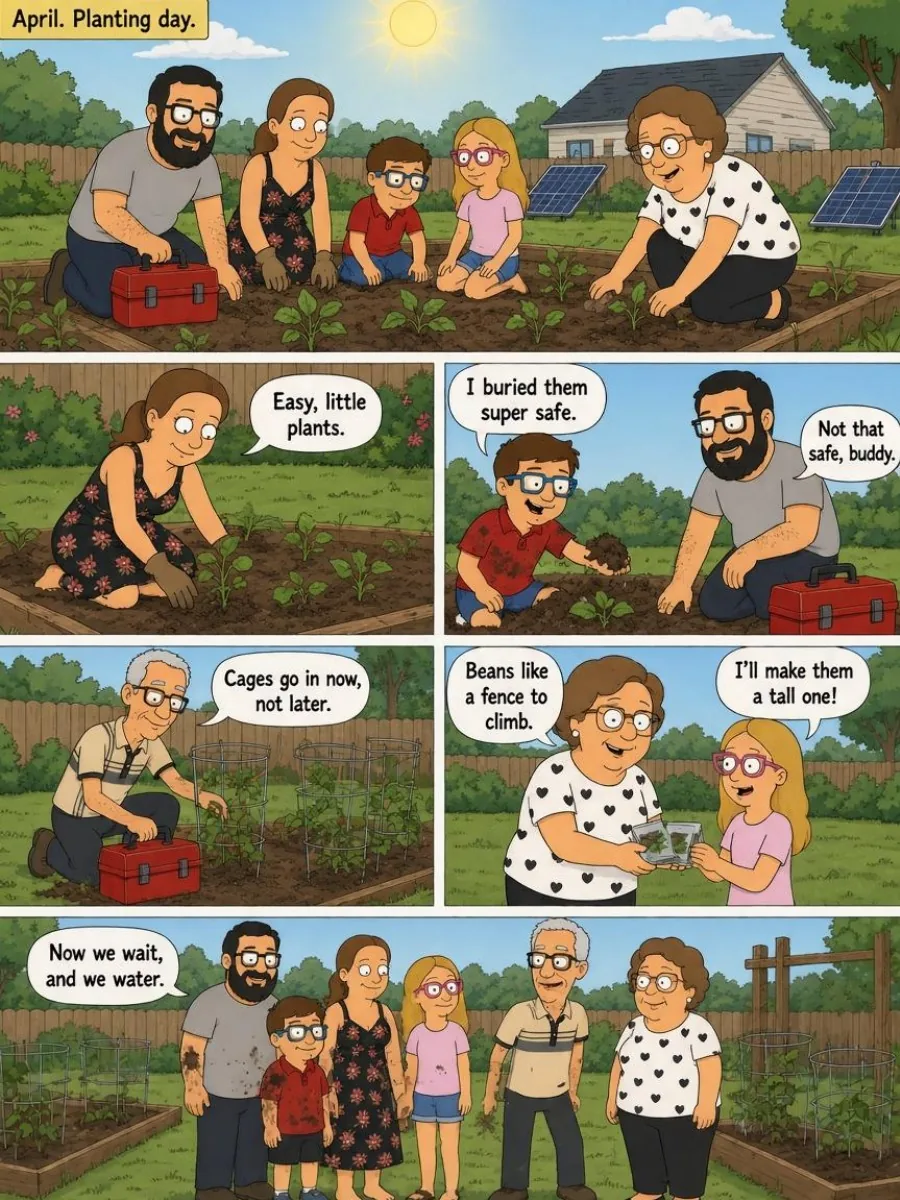 April. Planting day.
Easy, little
plants.
I buried them
super safe.
Not that
safe, buddy.
Cages go in now,
not later.
Beans like
a fence to
climb.
I'll make them
a tall one!
Now we wait,
and we water.